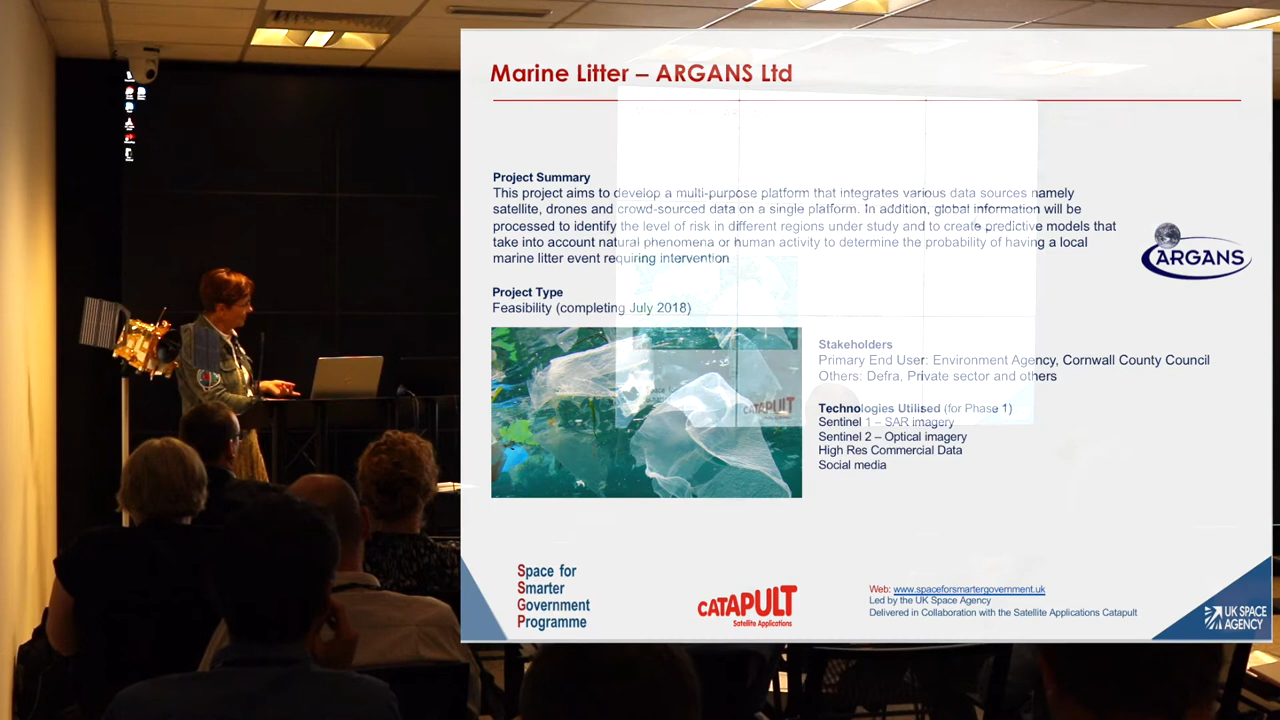 Marine Litter – ARGANS Ltd
Project Summary
This project aims to develop a multi-purpose platform that integrates various data sources namely
satellite, drones and crowd-sourced data on a single platform. In addition, global information will be
processed to identify the level of risk in different regions under study and to create predictive models that
take into account natural phenomena or human activity to determine the probability of having a local
marine litter event requiring intervention
ARGANS
Project Type
Feasibility (completing July 2018)
Stakeholders
Primary End User: Environment Agency, Cornwall County Council
Others: Defra, Private sector and others
CATAPULT
Technologies Utilised (for Phase 1)
Sentinel 1 – SAR imagery
Sentinel 2 – Optical imagery
High Res Commercial Data
Social media
Space for
Smarter
Government
Programme
CATAPULT
Satellite Applications
Web: www.spaceforsmartergovernment.uk
Led by the UK Space Agency
Delivered in Collaboration with the Satellite Applications Catapult
UK SPACE
AGENCY